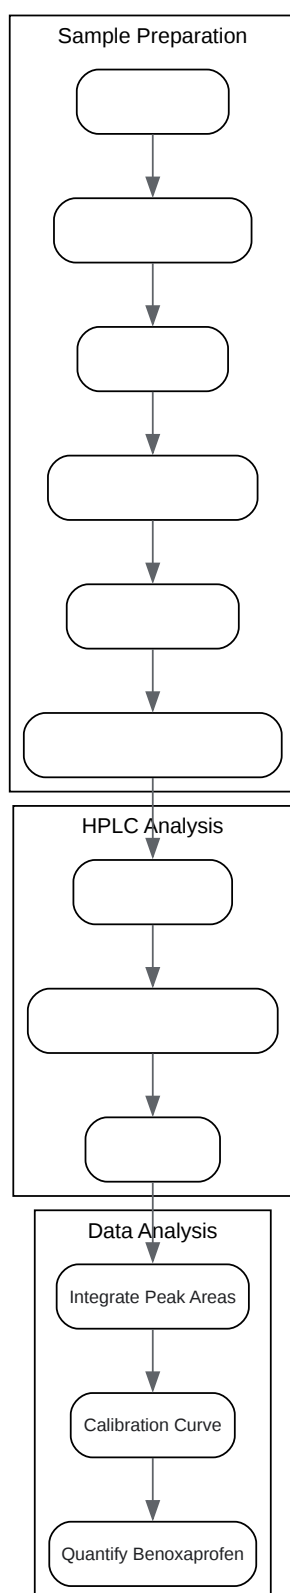 Sample Preparation
HPLC Analysis
Data Analysis
Integrate Peak Areas
Calibration Curve
Quantify Benoxaprofen